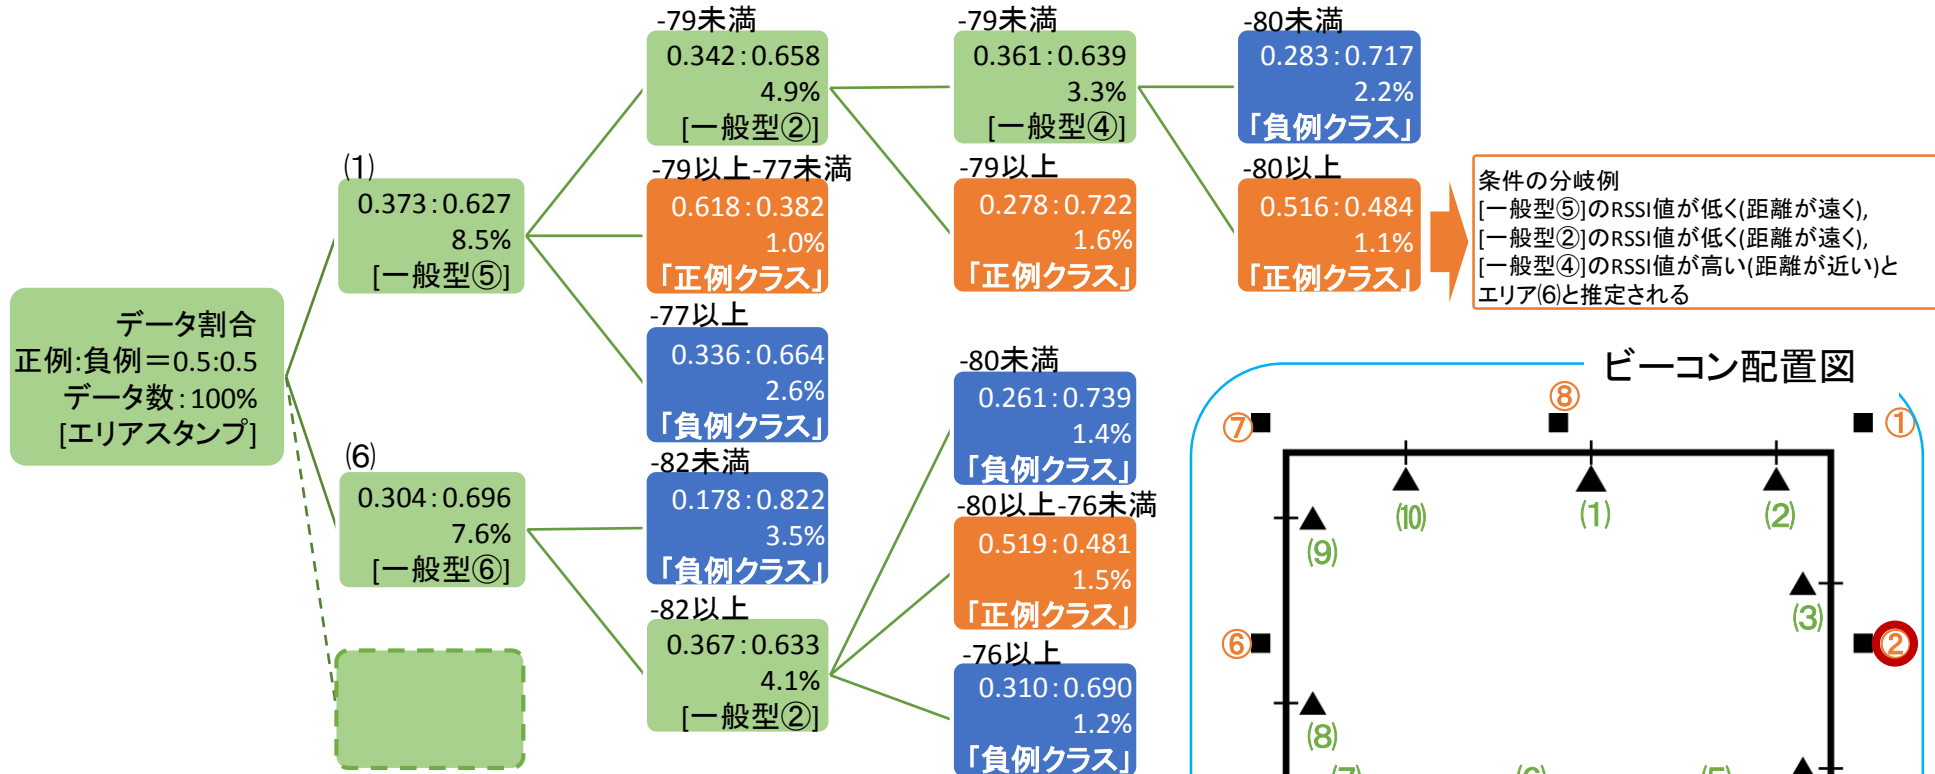 データ割合
正例:負例＝0.5:0.5
データ数:100%
[エリアスタンプ]
(1)
0.373:0.627
8.5%
[一般型⑤]
(6)
0.304:0.696
7.6%
[一般型⑥]
-79未満
0.342:0.658
4.9%
[一般型②]
-79以上-77未満
0.618:0.382
1.0%
「正例クラス」
-77以上
0.336:0.664
2.6%
「負例クラス」
-82未満
0.178:0.822
3.5%
「負例クラス」
-82以上
0.367:0.633
4.1%
[一般型②]
-79未満
0.361:0.639
3.3%
[一般型④]
-79以上
0.278:0.722
1.6%
「正例クラス」
-80未満
0.261:0.739
1.4%
「負例クラス」
-80以上-76未満
0.519:0.481
1.5%
「正例クラス」
-76以上
0.310:0.690
1.2%
「負例クラス」
-80未満
0.283:0.717
2.2%
「負例クラス」
-80以上
0.516:0.484
1.1%
「正例クラス」
条件の分岐例
[一般型⑤]のRSSI値が低く(距離が遠く),
[一般型②]のRSSI値が低く(距離が遠く),
[一般型④]のRSSI値が高い(距離が近い)と
エリア(6)と推定される
ビーコン配置図
⑦ ⑧ ①
(10) (1) (2)
(9)
(3)
⑥ ②
(8)
(7) (6) (5)